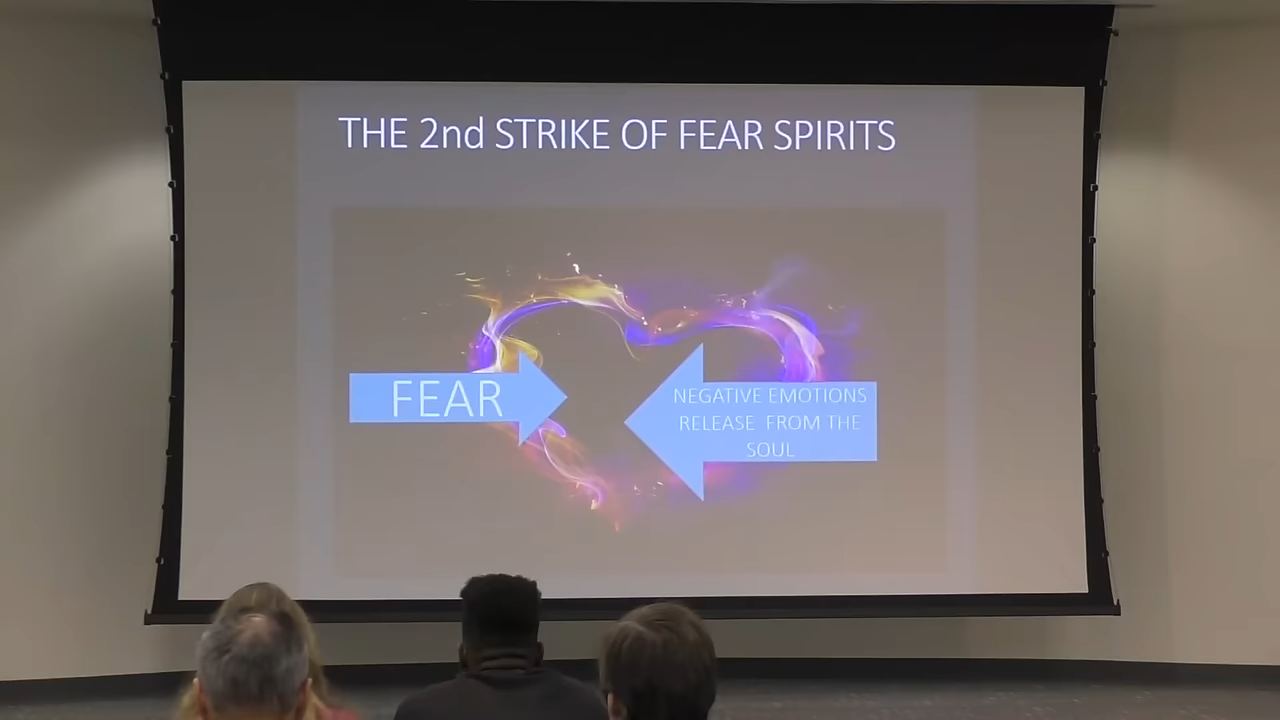 THE 2nd STRIKE OF FEAR SPIRITS
FEAR
NEGATIVE EMOTIONS
RELEASE FROM THE
SOUL